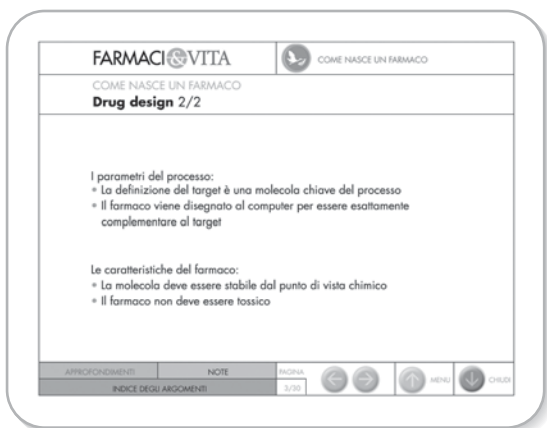 FARMACI&VITA
COME NASCE UN FARMACO
COME NASCE UN FARMACO
Drug design 2/2
I parametri del processo:
• La definizione del target è una molecola chiave del processo
• Il farmaco viene disegnato al computer per essere esattamente
complementare al target
Le caratteristiche del farmaco:
• La molecola deve essere stabile dal punto di vista chimico
• Il farmaco non deve essere tossico
APPROFONDIMENTI NOTE PAGINA
INDICE DEGLI ARGOMENTI 3/30 MENU CHIUDI